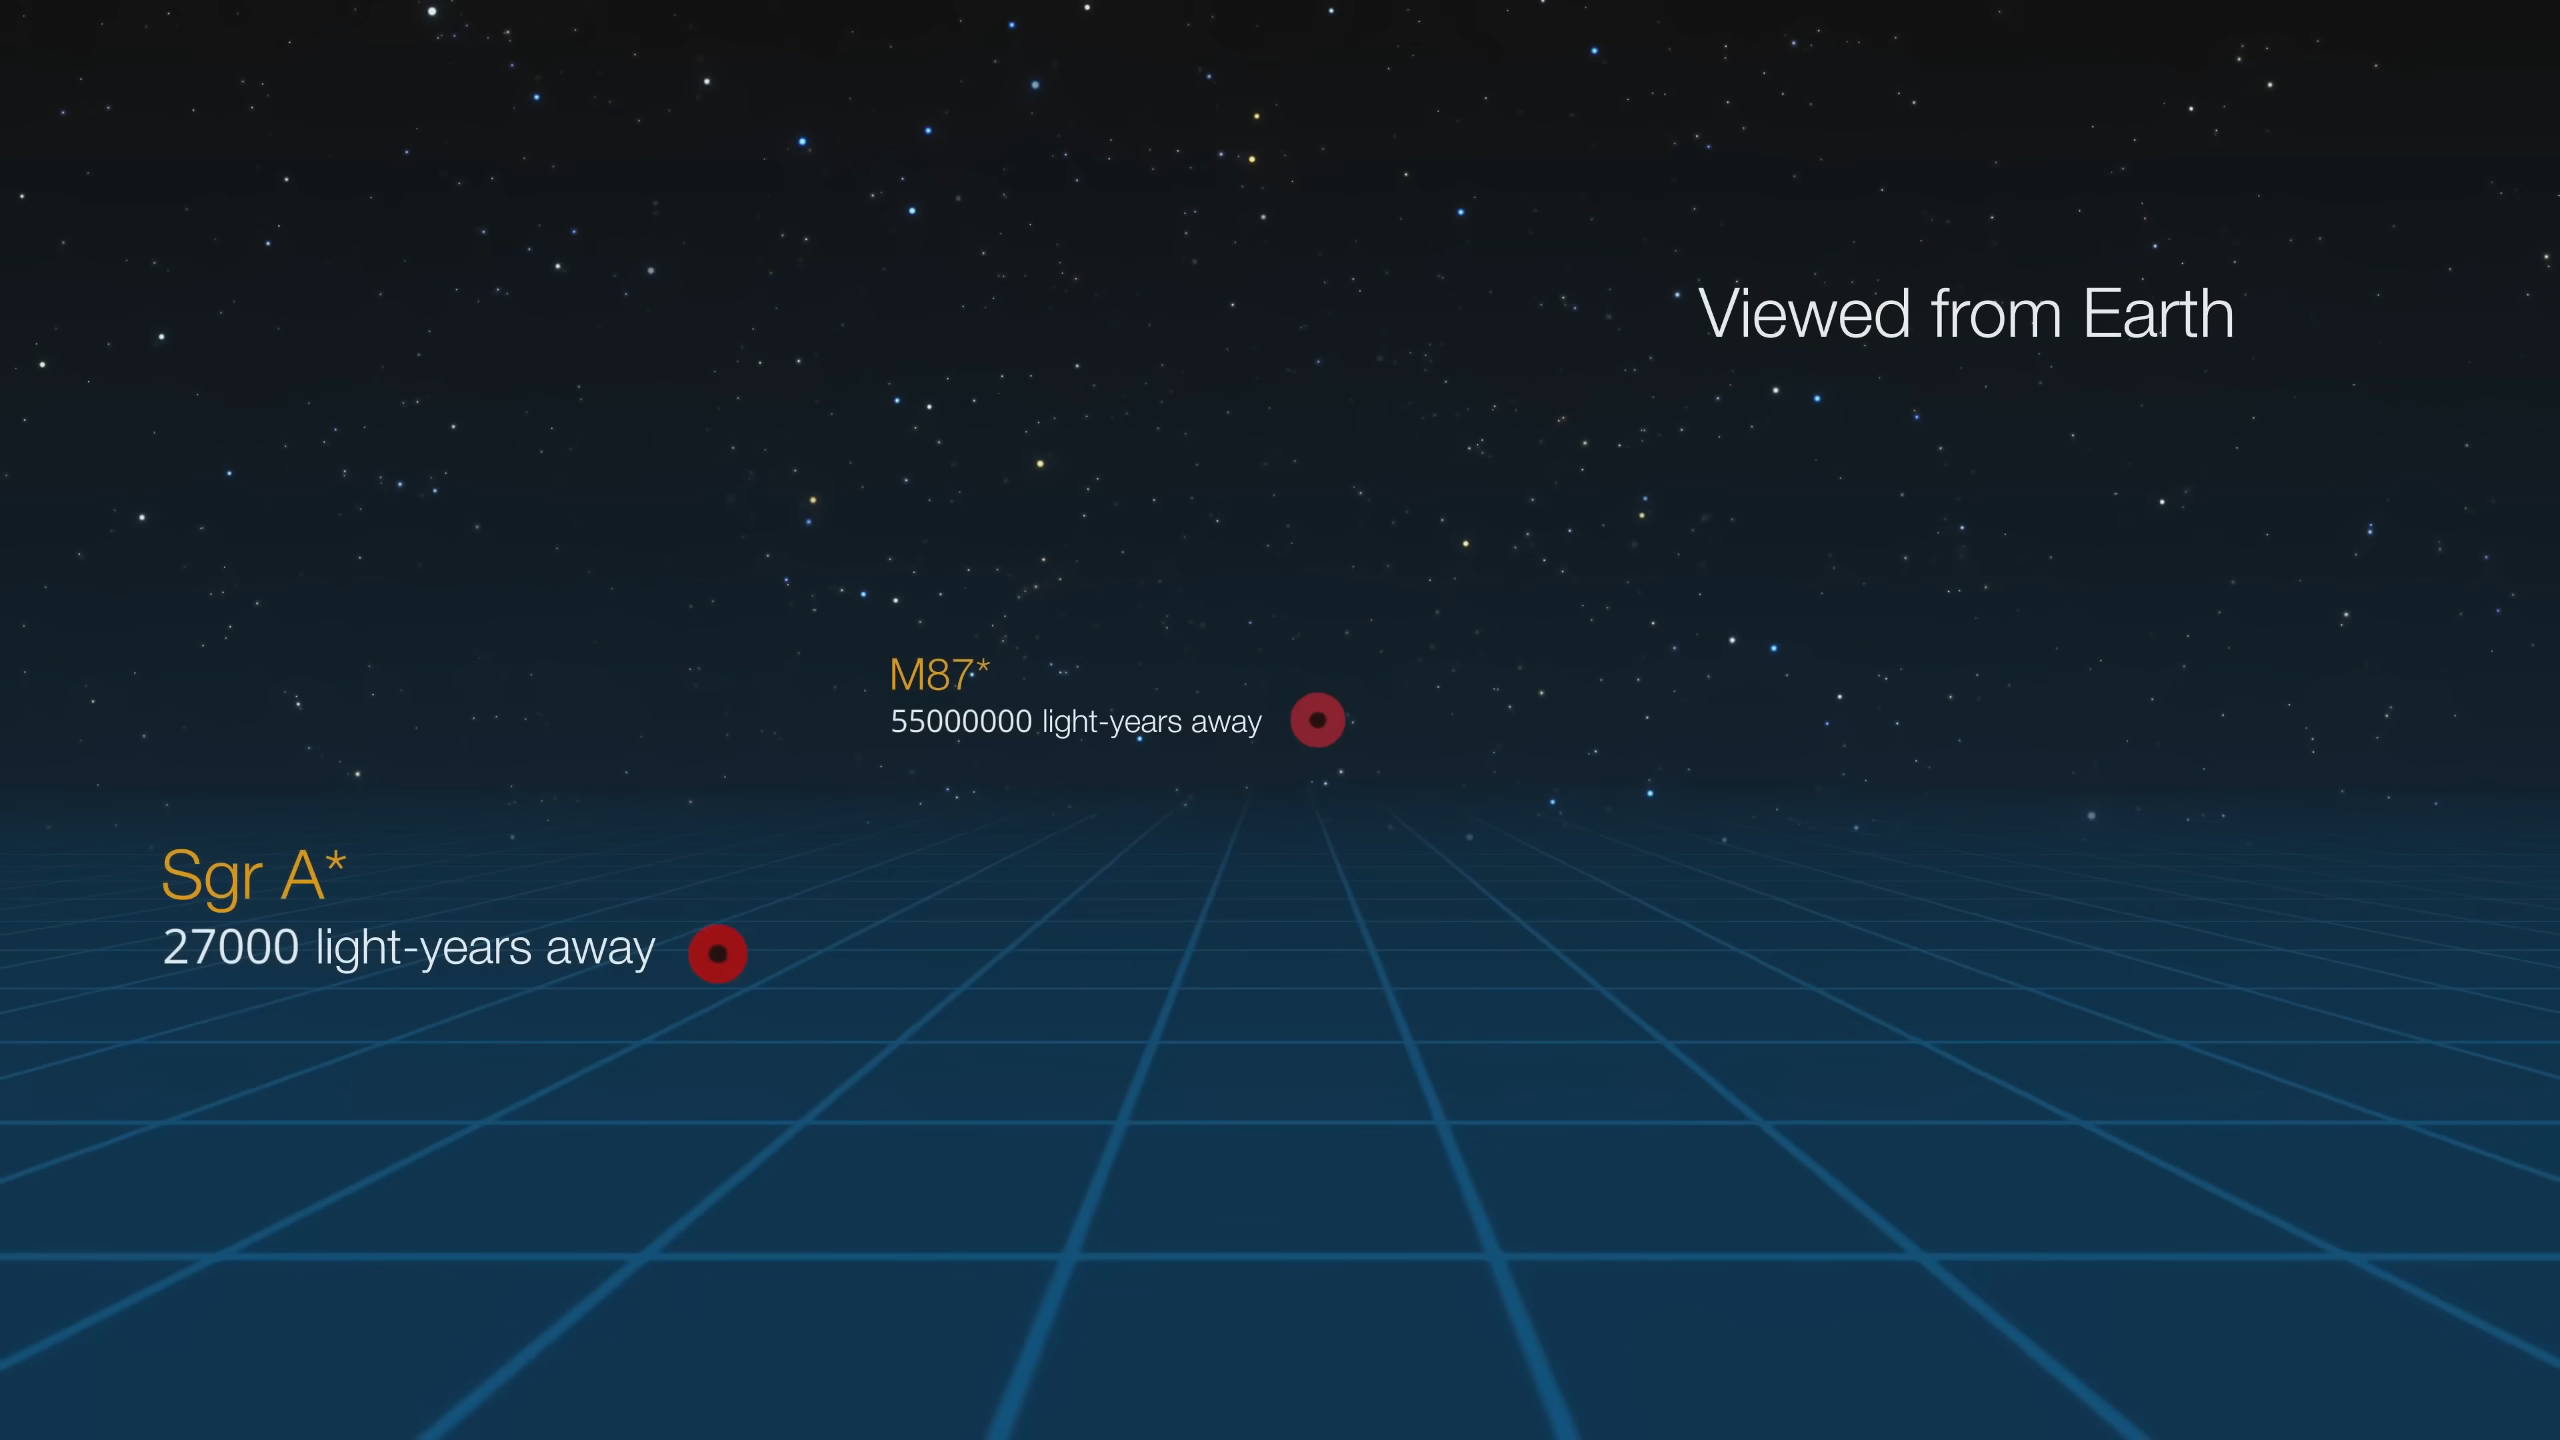 Viewed from Earth
M87*
55000000 light-years away
Sgr A*
27000 light-years away